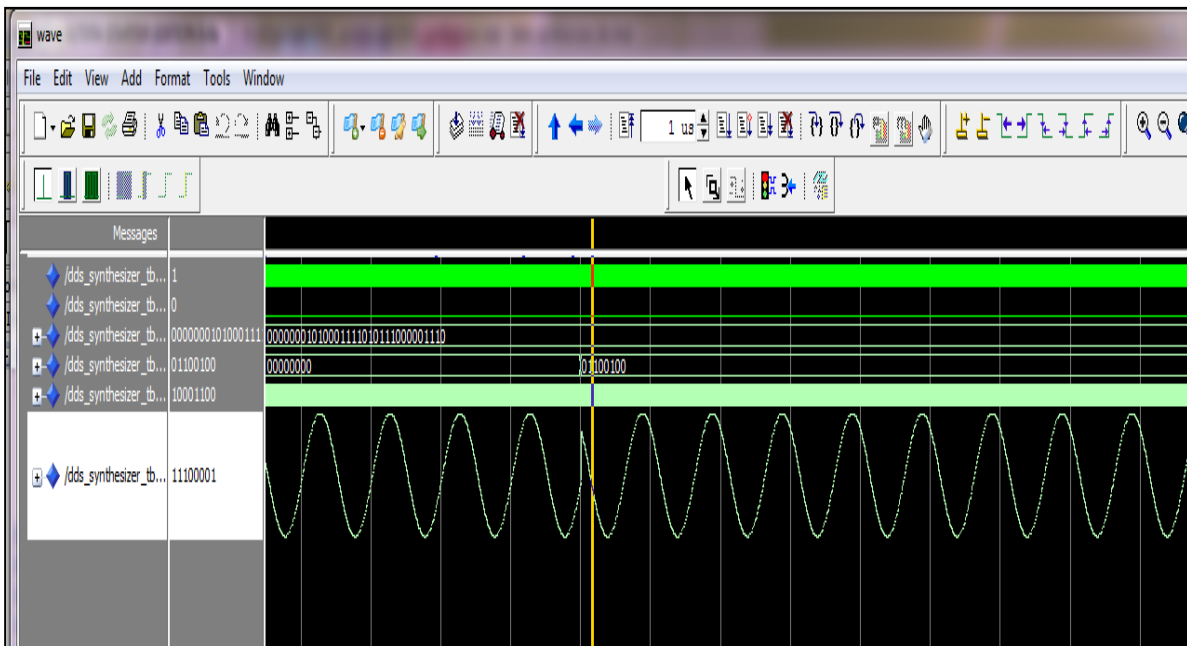 wave
File Edit View Add Format Tools Window
1 us
Messages
/dds_synthesizer_tb... 1
/dds_synthesizer_tb... 0
/dds_synthesizer_tb... 0000000101000111 00000001010001111010111000001110
/dds_synthesizer_tb... 01100100 00000000 01100100
/dds_synthesizer_tb... 10001100
/dds_synthesizer_tb... 11100001